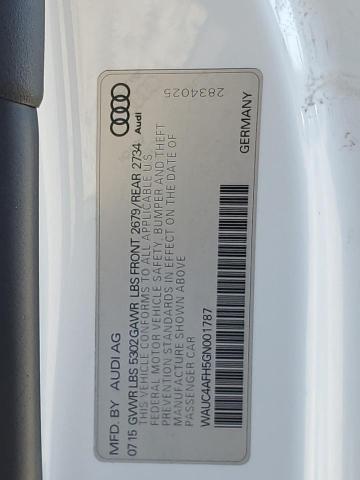 MFD. BY AUDI AG
07 15 GVWR LBS 5302 GAWR LBS FRONT 2679/REAR 2734
THIS VEHICLE CONFORMS TO ALL APPLICABLE U.S.
FEDERAL MOTOR VEHICLE SAFETY, BUMPER AND THEFT
PREVENTION STANDARDS IN EFFECT ON THE DATE OF
MANUFACTURE SHOWN ABOVE
PASSENGER CAR
WAUC4AFH5GN001787
Audi
2834025
GERMANY